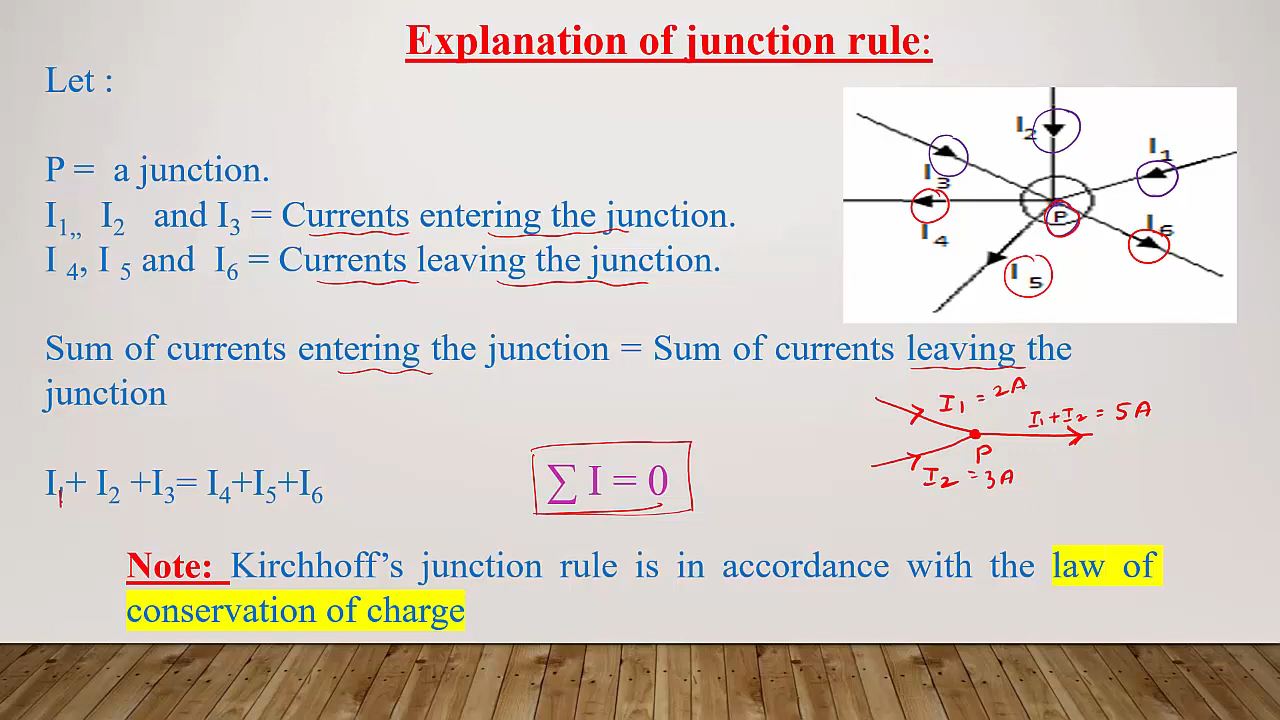 Explanation of junction rule:
Let :
P = a junction.
I₁,, I₂ and I₃ = Currents entering the junction.
I ₄, I ₅ and I₆ = Currents leaving the junction.
I₂
I₁
I₃
P
I₆
I₄
I ₅
Sum of currents entering the junction = Sum of currents leaving the
junction
I₁ = 2A
I₁+I₂ = 5A
P
I₂ = 3A
I₁+ I₂ +I₃= I₄+I₅+I₆
∑ I = 0
Note: Kirchhoff’s junction rule is in accordance with the law of
conservation of charge